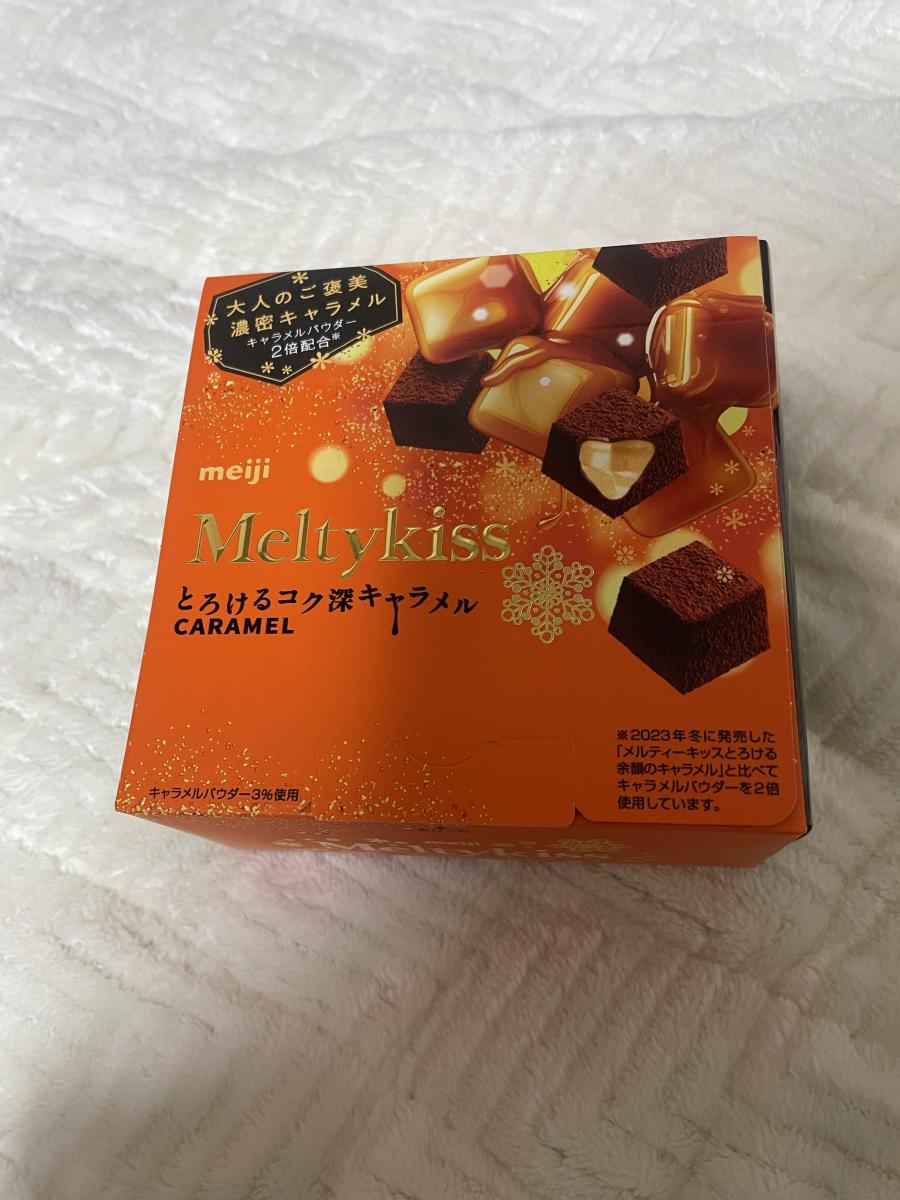 大人のご褒美
濃密キャラメル
キャラメルパウダー
2倍配合※
meiji
Meltykiss
とろけるコク深キャラメル
CARAMEL
※2023年冬に発売した
「メルティーキッスとろける
余韻のキャラメル」と比べて
キャラメルパウダーを2倍
使用しています。
キャラメルパウダー3%使用
meiji
Meltykiss